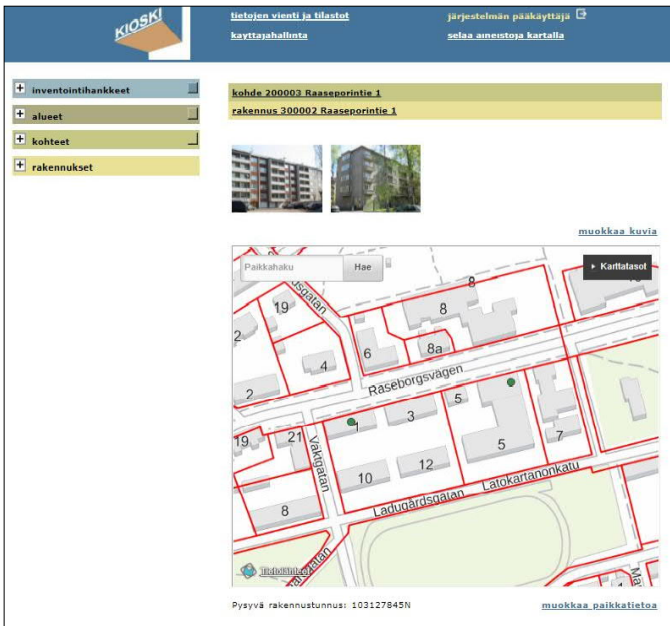 KIOSKI
tietojen vienti ja tilastot
järjestelmän pääkäyttäjä
käyttäjähallinta
selaa aineistoja kartalla
inventointihankkeet
alueet
kohteet
rakennukset
kohde 200003 Raaseporintie 1
rakennus 300002 Raaseporintie 1
muokkaa kuvia
Paikkahaku
Hae
Karttatasot
19
8
8
2
4
6
8a
2
Raseborgsvägen
1
3
5
19
21
Vaktgatan
5
7
10
12
8
Ladugårdsgatan
Latokartanonkatu
Tietolähteet
Pysyvä rakennustunnus: 103127845N
muokkaa paikkatietoa